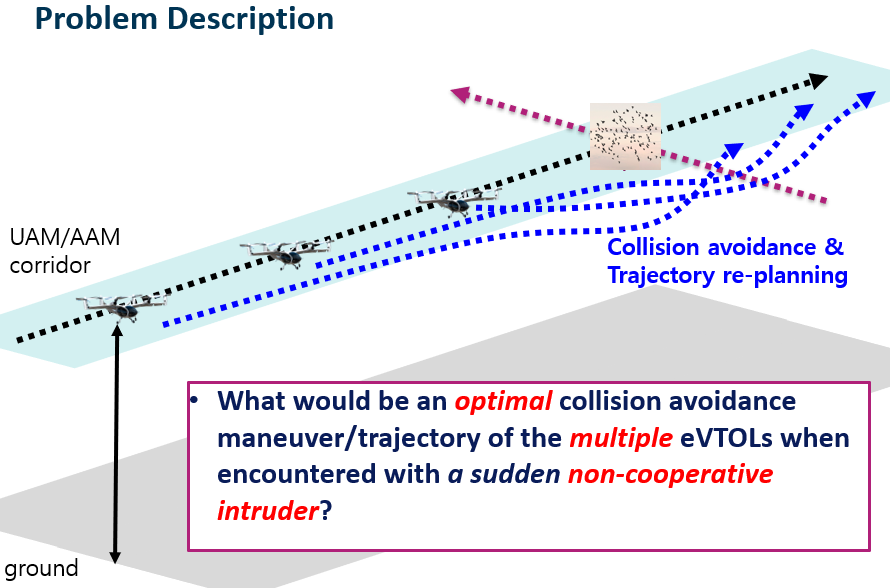 Problem Description
UAM/AAM
corridor
Collision avoidance &
Trajectory re-planning
• What would be an optimal collision avoidance
maneuver/trajectory of the multiple eVTOLs when
encountered with a sudden non-cooperative
intruder?
ground